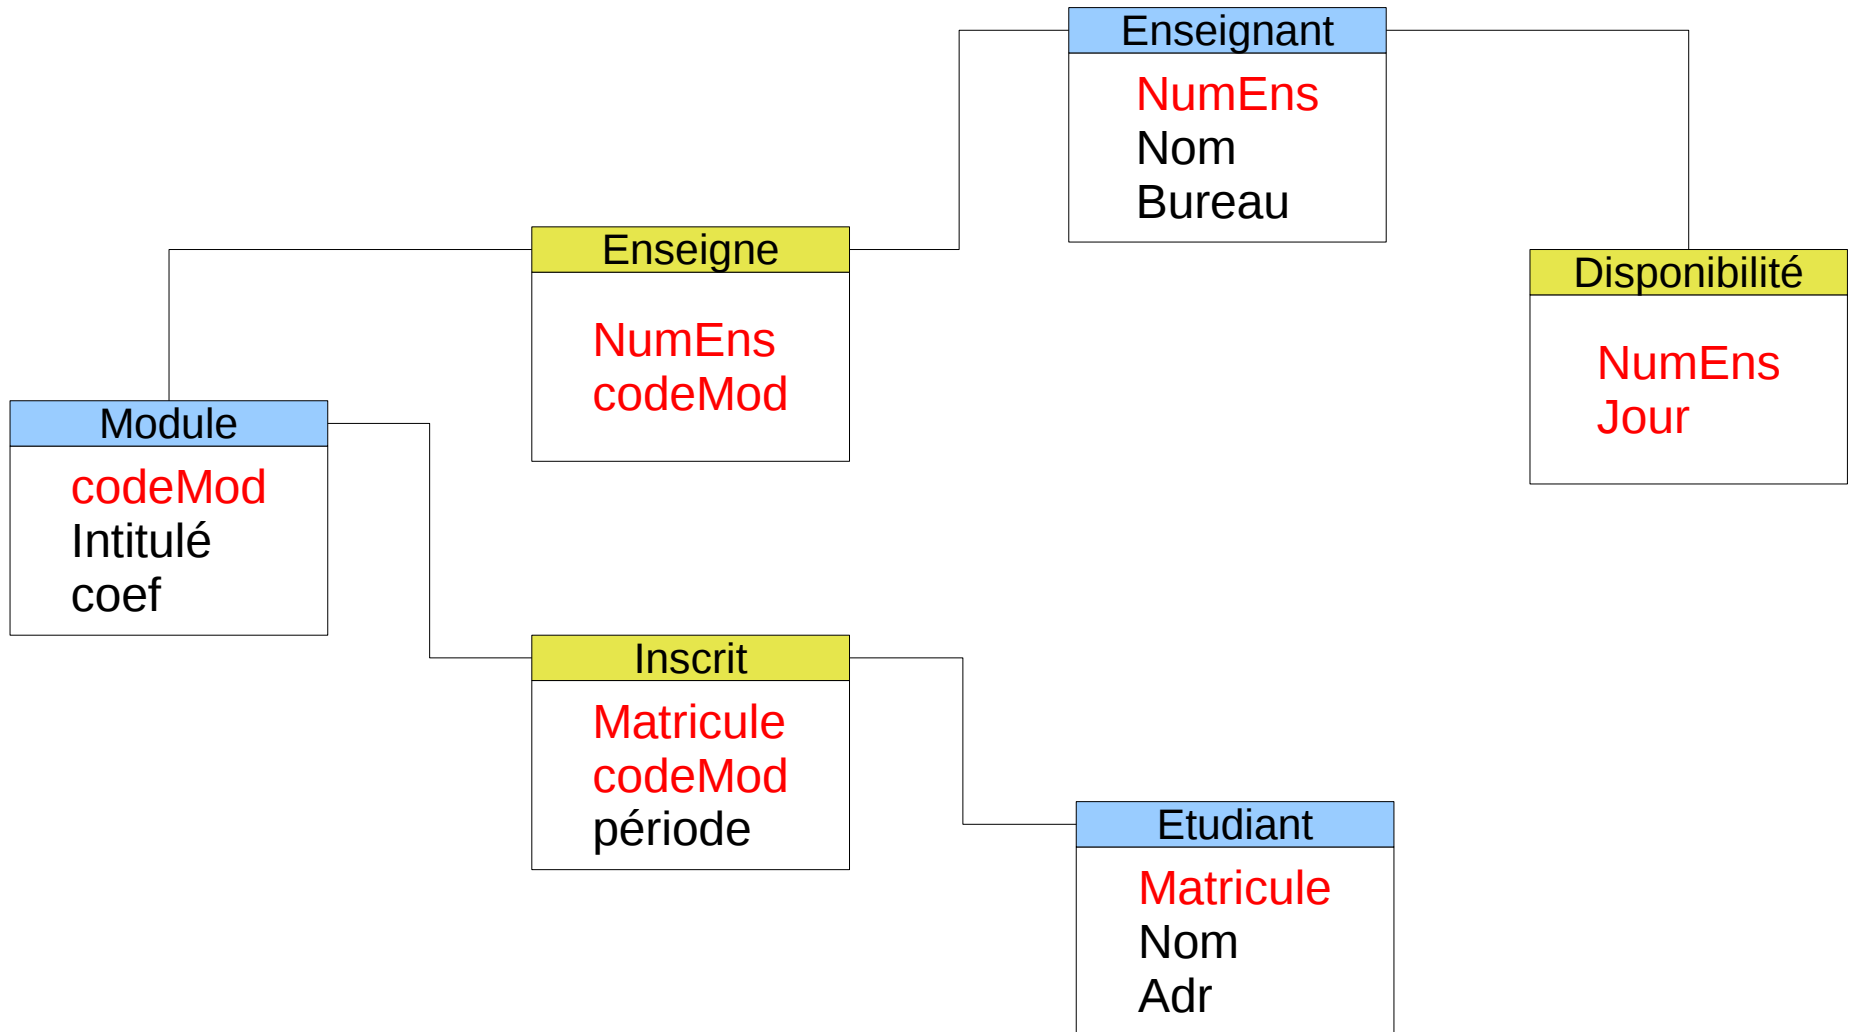 Enseignant
NumEns
Nom
Bureau
Enseigne
NumEns
codeMod
Disponibilité
NumEns
Jour
Module
codeMod
Intitulé
coef
Inscrit
Matricule
codeMod
période
Etudiant
Matricule
Nom
Adr